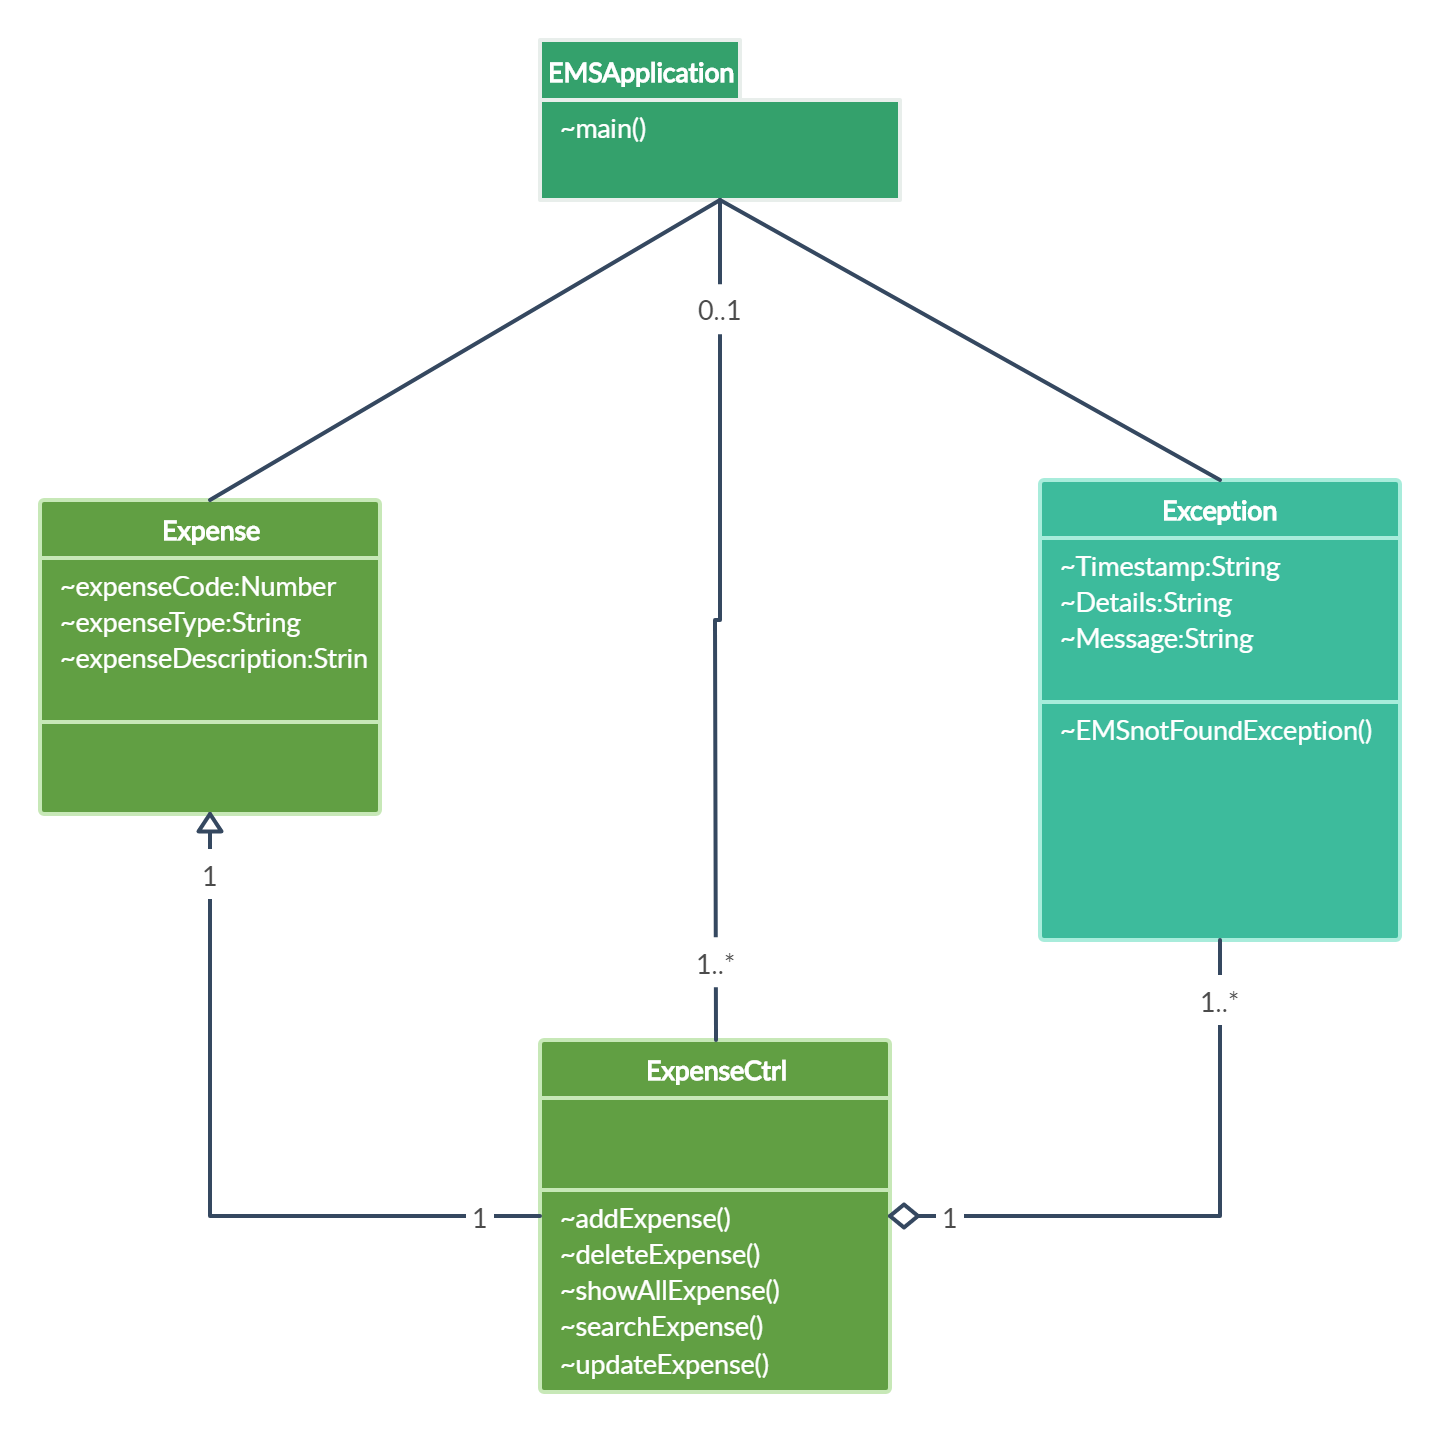 EMSApplication
~main()
0..1
Expense
~expenseCode:Number
~expenseType:String
~expenseDescription:Strin
Exception
~Timestamp:String
~Details:String
~Message:String
~EMSnotFoundException()
1
1..*
1..*
ExpenseCtrl
1
1
~addExpense()
~deleteExpense()
~showAllExpense()
~searchExpense()
~updateExpense()